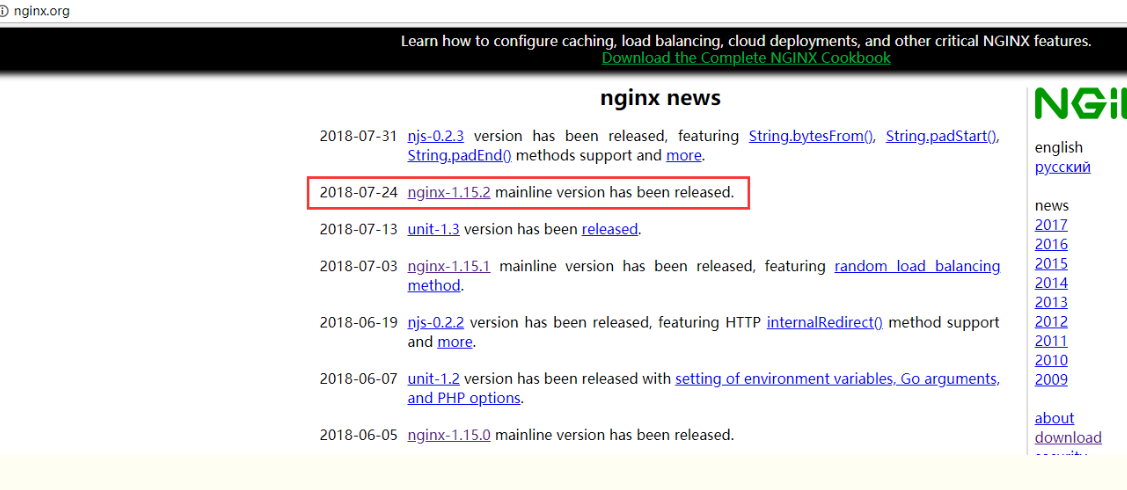 nginx.org
Learn how to configure caching, load balancing, cloud deployments, and other critical NGINX features.
Download the Complete NGINX Cookbook
nginx news
2018-07-31 njs-0.2.3 version has been released, featuring String.bytesFrom(), String.padStart(),
String.padEnd() methods support and more.
2018-07-24 nginx-1.15.2 mainline version has been released.
2018-07-13 unit-1.3 version has been released.
2018-07-03 nginx-1.15.1 mainline version has been released, featuring random load balancing
method.
2018-06-19 njs-0.2.2 version has been released, featuring HTTP internalRedirect() method support
and more.
2018-06-07 unit-1.2 version has been released with setting of environment variables, Go arguments,
and PHP options.
2018-06-05 nginx-1.15.0 mainline version has been released.
english
русский
news
2017
2016
2015
2014
2013
2012
2011
2010
2009
about
download